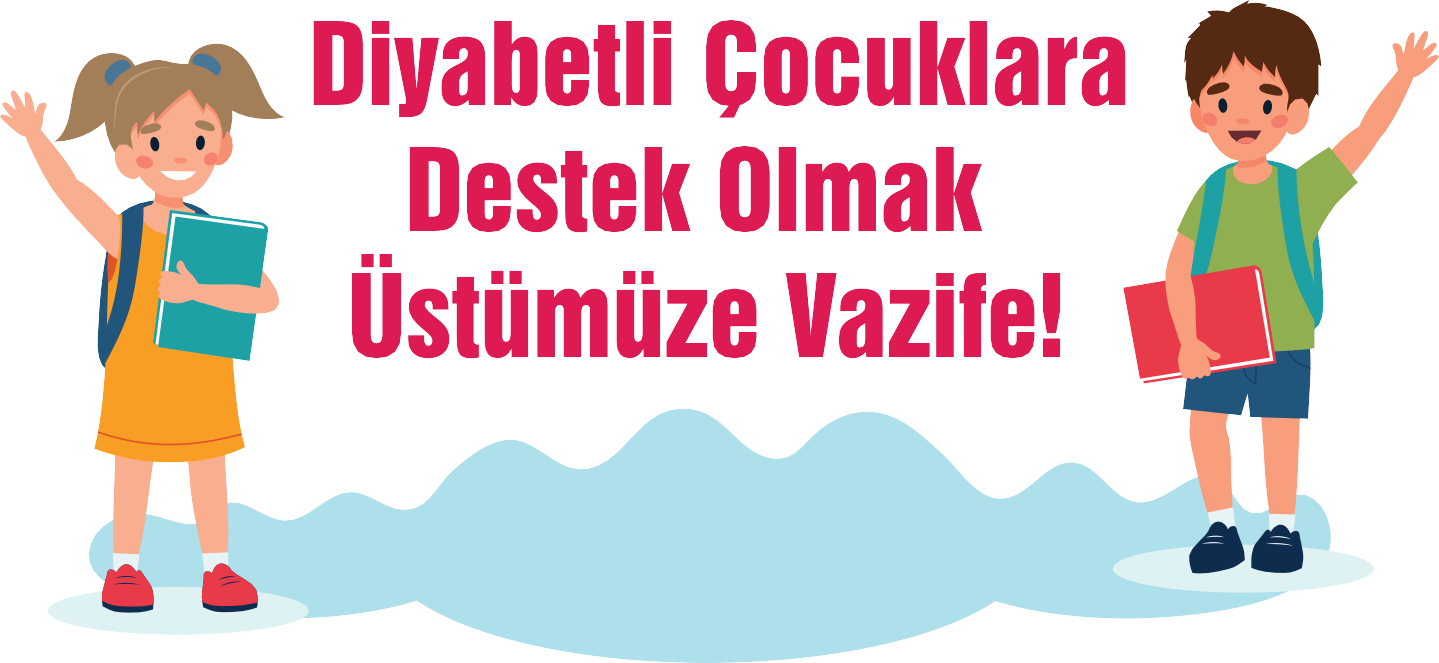 Diyabetli Çocuklara
Destek Olmak
Üstümüze Vazife!